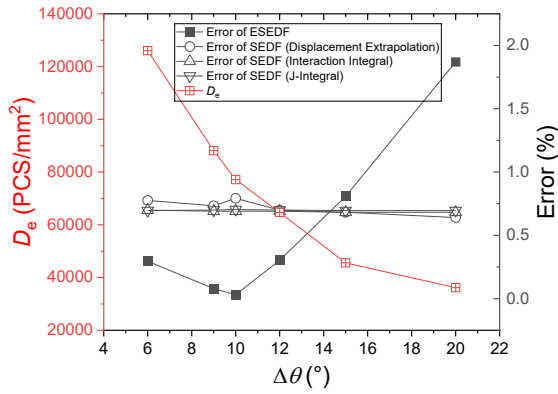 140000
120000
100000
80000
60000
40000
20000
D_e (PCS/mm²)
Error of ESEDF
Error of SEDF (Displacement Extrapolation)
Error of SEDF (Interaction Integral)
Error of SEDF (J-Integral)
D_e
2.0
1.5
1.0
0.5
0.0
Error (%)
4 6 8 10 12 14 16 18 20 22
Δθ (°)